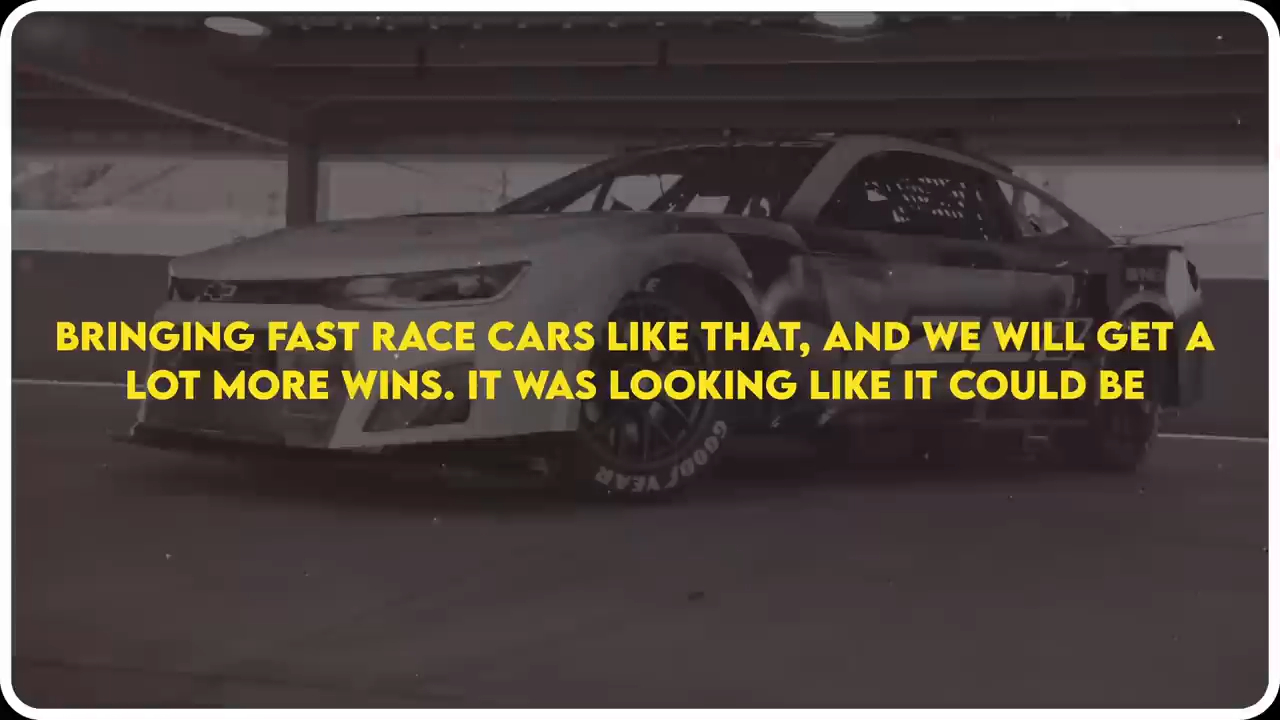 BRINGING FAST RACE CARS LIKE THAT, AND WE WILL GET A
LOT MORE WINS. IT WAS LOOKING LIKE IT COULD BE
GOODYEAR